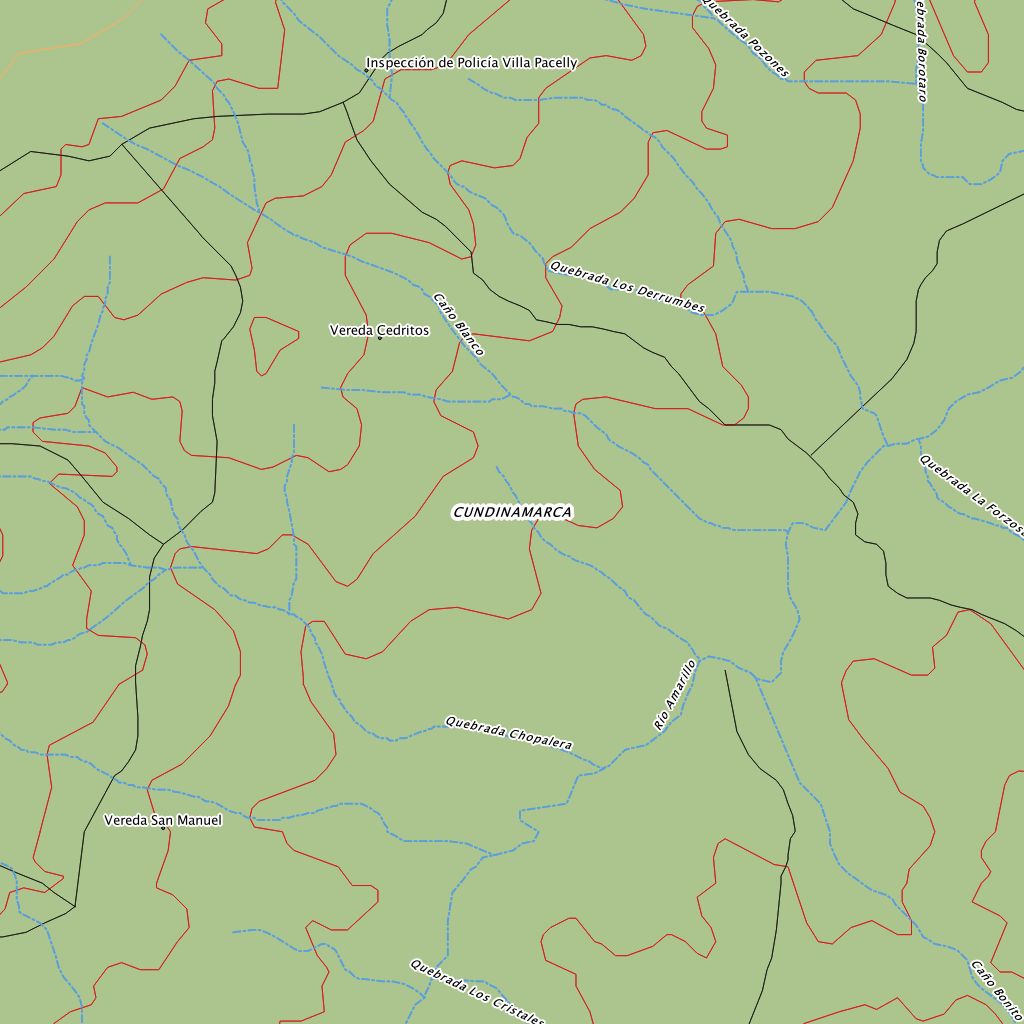 Quebrada Pozones
ebrada Borotaro
Inspección de Policía Villa Pacelly
Quebrada Los Derrumbes
Caño Blanco
Vereda Cedritos
Quebrada La Forzosa
CUNDINAMARCA
Río Amarillo
Quebrada Chopalera
Vereda San Manuel
Quebrada Los Cristales
Caño Bonito